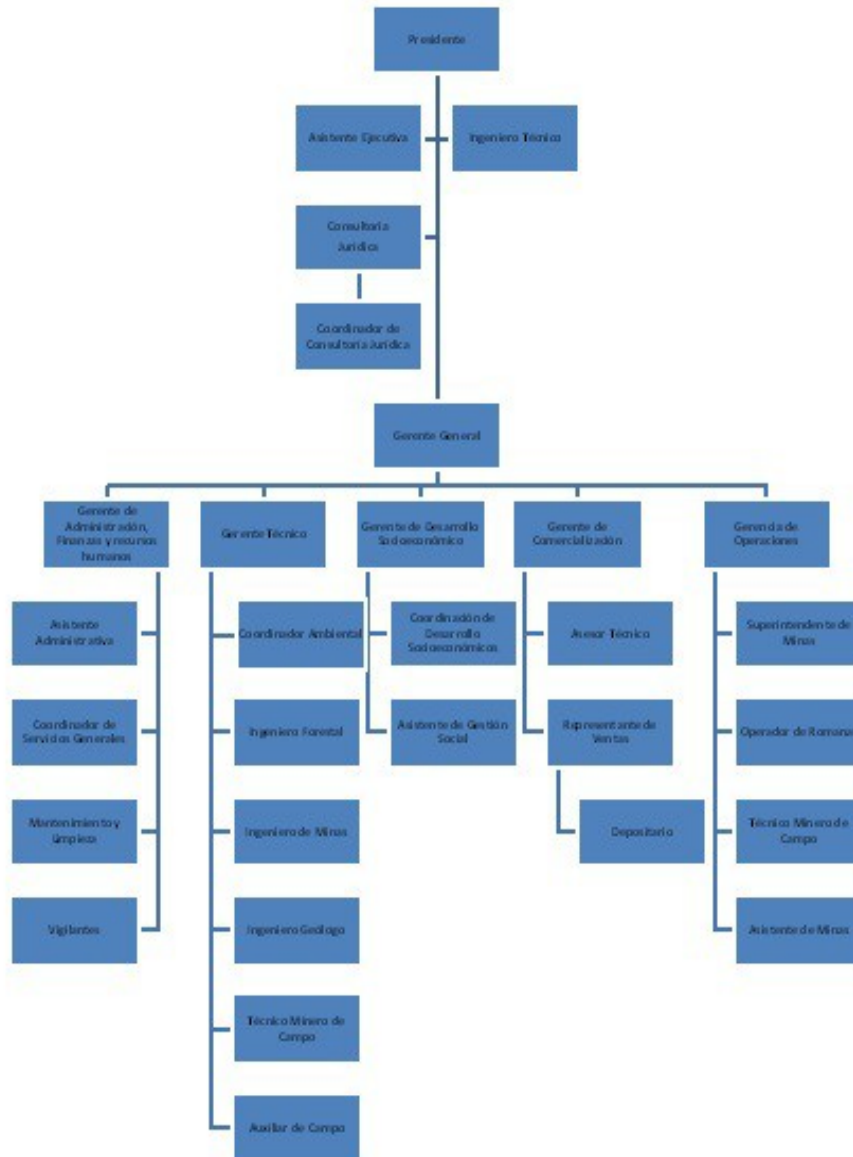 Presidente
Asistente Ejecutiva
Ingeniero Técnico
Consultoria
Juridica
Coordinador de
Consultoria Juridica
Gerente General
Gerente de
Administración,
Finanzas y recursos
humanos
Gerente Técnico
Gerente de Desarrollo
Socioeconómico
Gerente de
Comercialización
Gerencia de
Operaciones
Asistente
Administrativa
Coordinador Ambiental
Coordinación de
Desarrollo
Socioeconómicos
Asesor Técnico
Superintendente de
Minas
Coordinador de
Servicios Generales
Ingeniero Forestal
Asistente de Gestión
Social
Representante de
Ventas
Operador de Romana
Mantenimiento y
Limpieza
Ingeniero de Minas
Depositario
Técnico Minero de
Campo
Vigilantes
Ingeniero Geólogo
Asistente de Minas
Técnico Minero de
Campo
Auxiliar de Campo